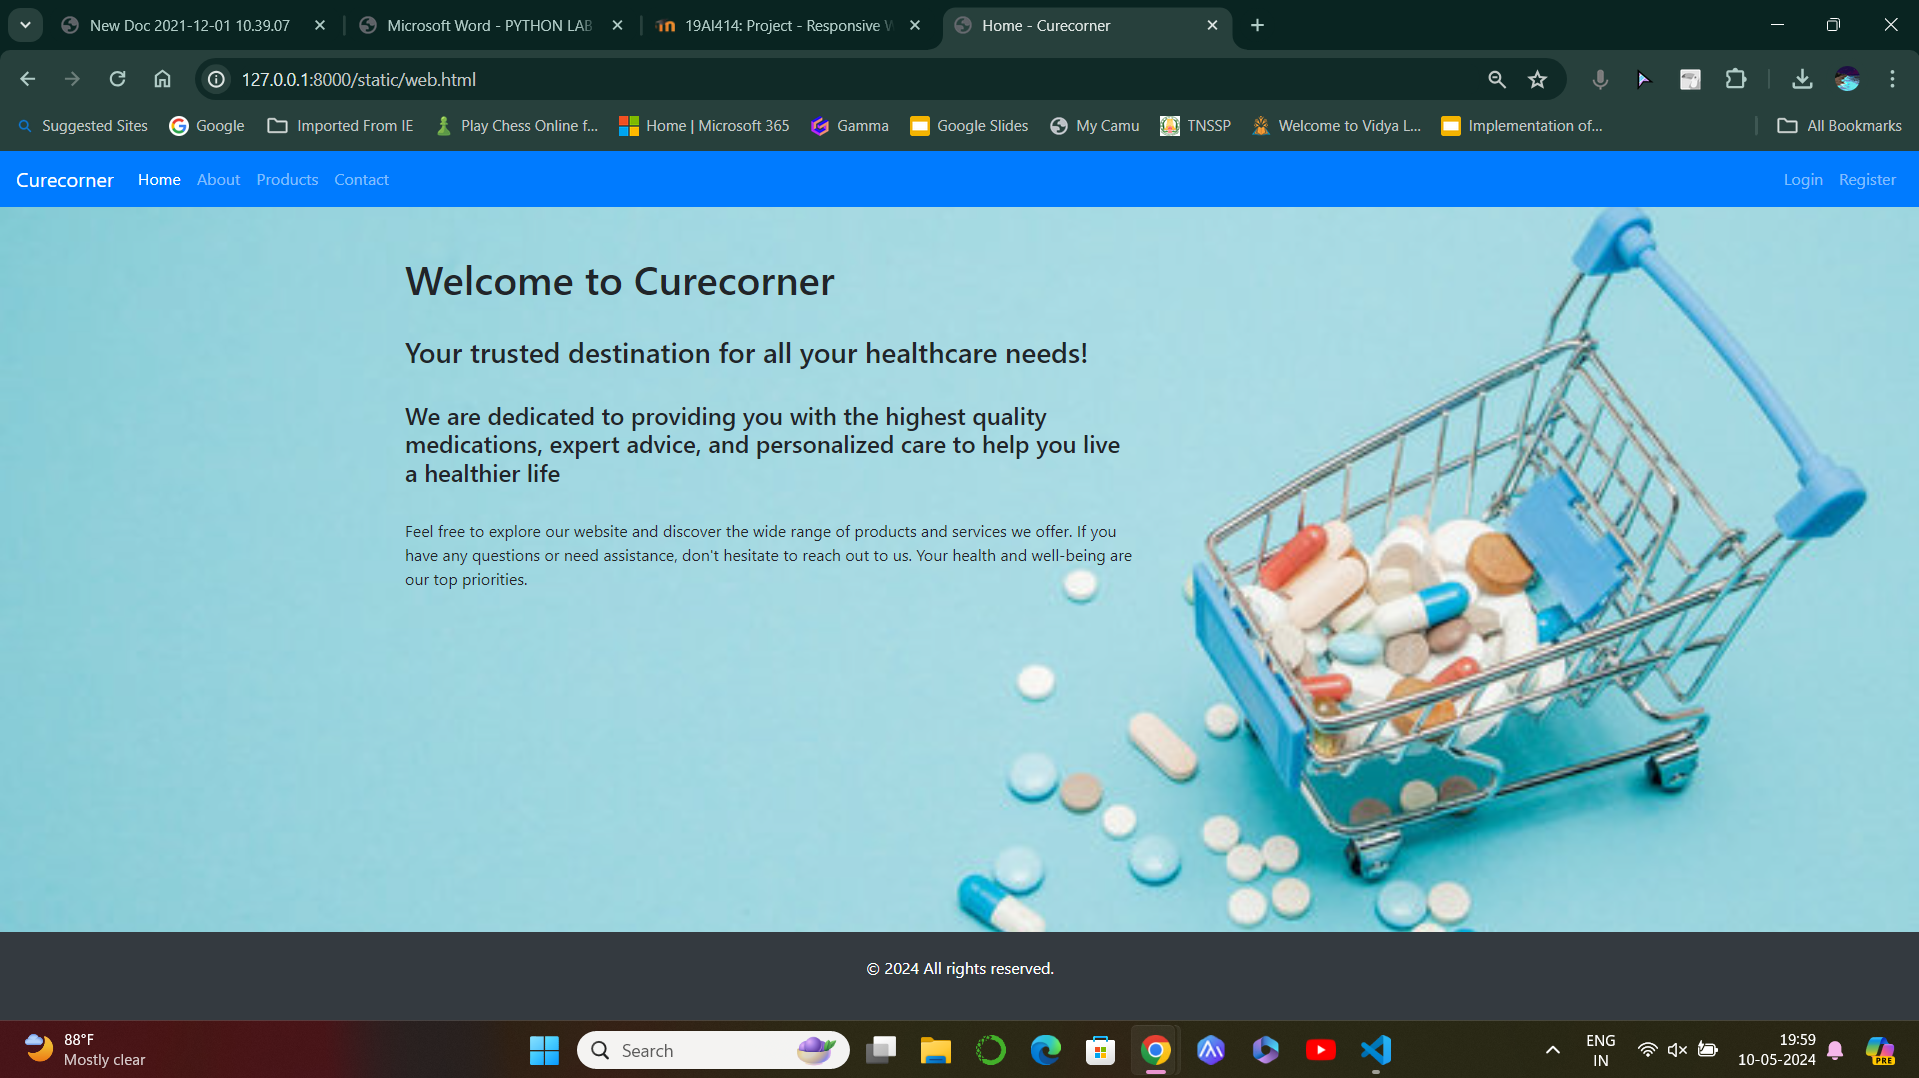 New Doc 2021-12-01 10.39.07
Microsoft Word - PYTHON LAB
19AI414: Project - Responsive
Home - Curecorner
127.0.0.1:8000/static/web.html
Suggested Sites
Google
Imported From IE
Play Chess Online f...
Home | Microsoft 365
Gamma
Google Slides
My Camu
TNSSP
Welcome to Vidya L...
Implementation of...
All Bookmarks
Curecorner
Home
About
Products
Contact
Login
Register
Welcome to Curecorner
Your trusted destination for all your healthcare needs!
We are dedicated to providing you with the highest quality
medications, expert advice, and personalized care to help you live
a healthier life
Feel free to explore our website and discover the wide range of products and services we offer. If you
have any questions or need assistance, don't hesitate to reach out to us. Your health and well-being are
our top priorities.
© 2024 All rights reserved.
88°F
Mostly clear
Search
ENG
IN
19:59
10-05-2024
PRE